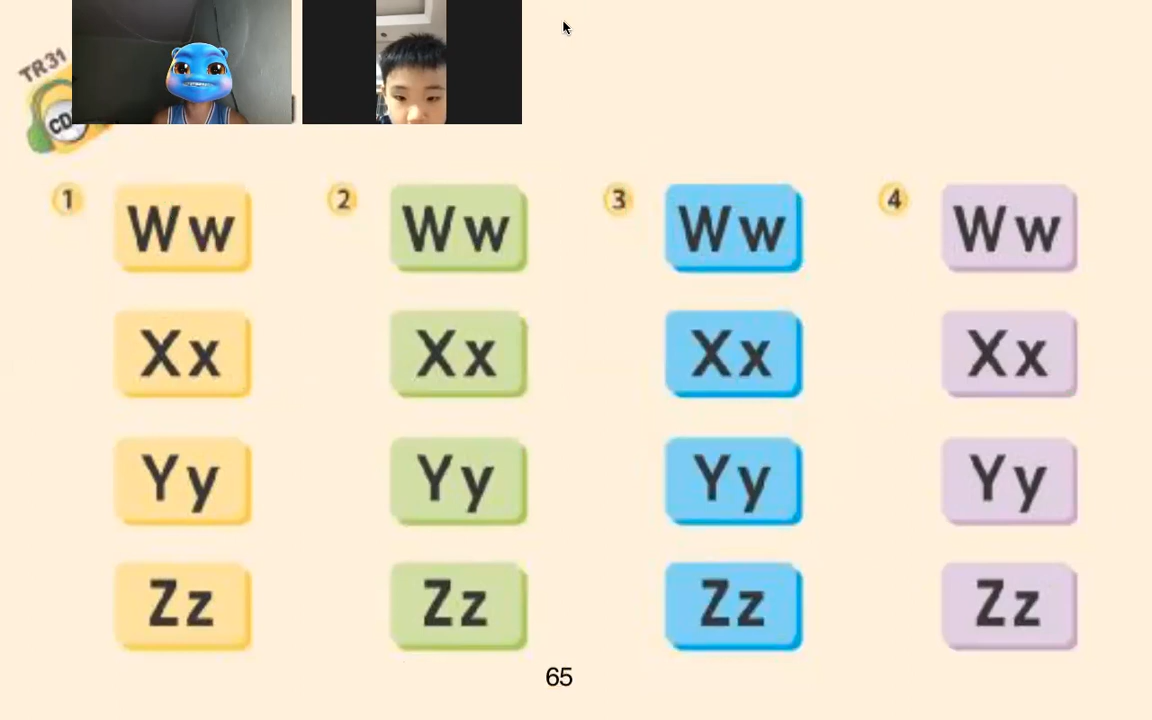 TR31
CD
1 Ww 2 Ww 3 Ww 4 Ww
Xx Xx Xx Xx
Yy Yy Yy Yy
Zz Zz Zz Zz
65